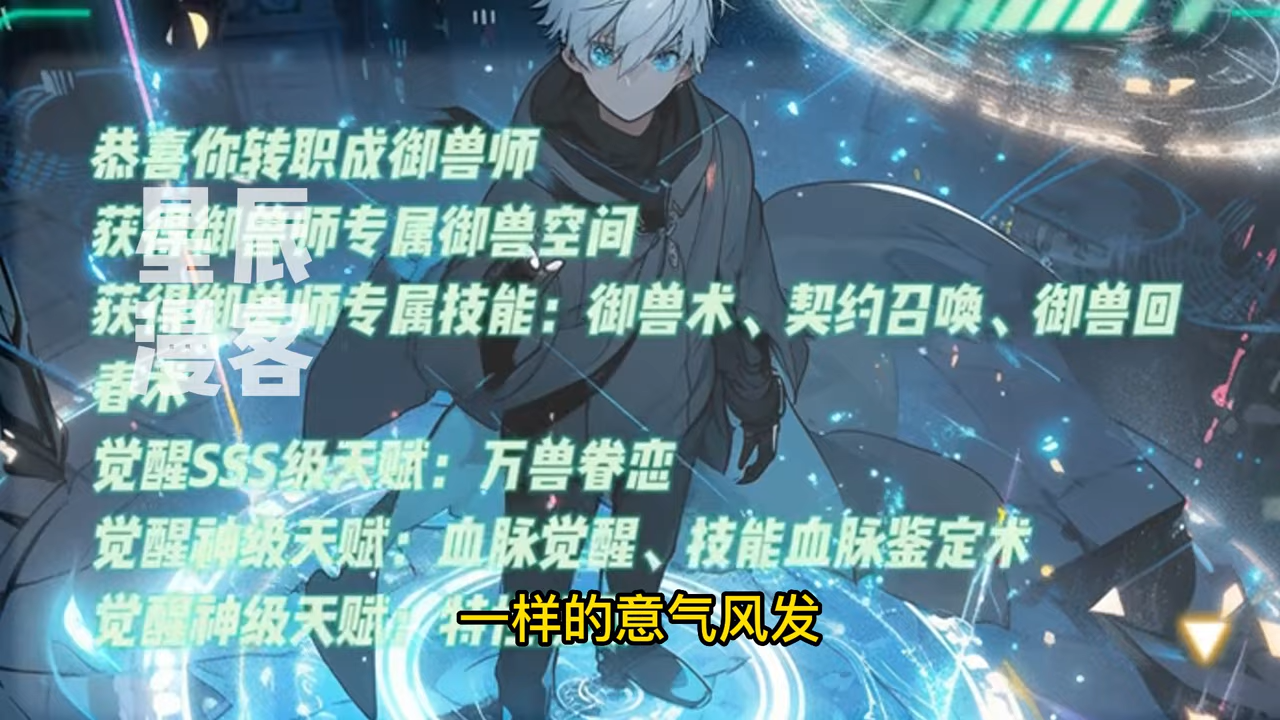 恭喜你转职成御兽师
获得御兽师专属御兽空间
获得御兽师专属技能：御兽术、契约召唤、御兽回
春术
觉醒SSS级天赋：万兽眷恋
觉醒神级天赋：血脉觉醒、技能血脉鉴定术
觉醒神级天赋：特
一样的意气风发
星辰
漫客